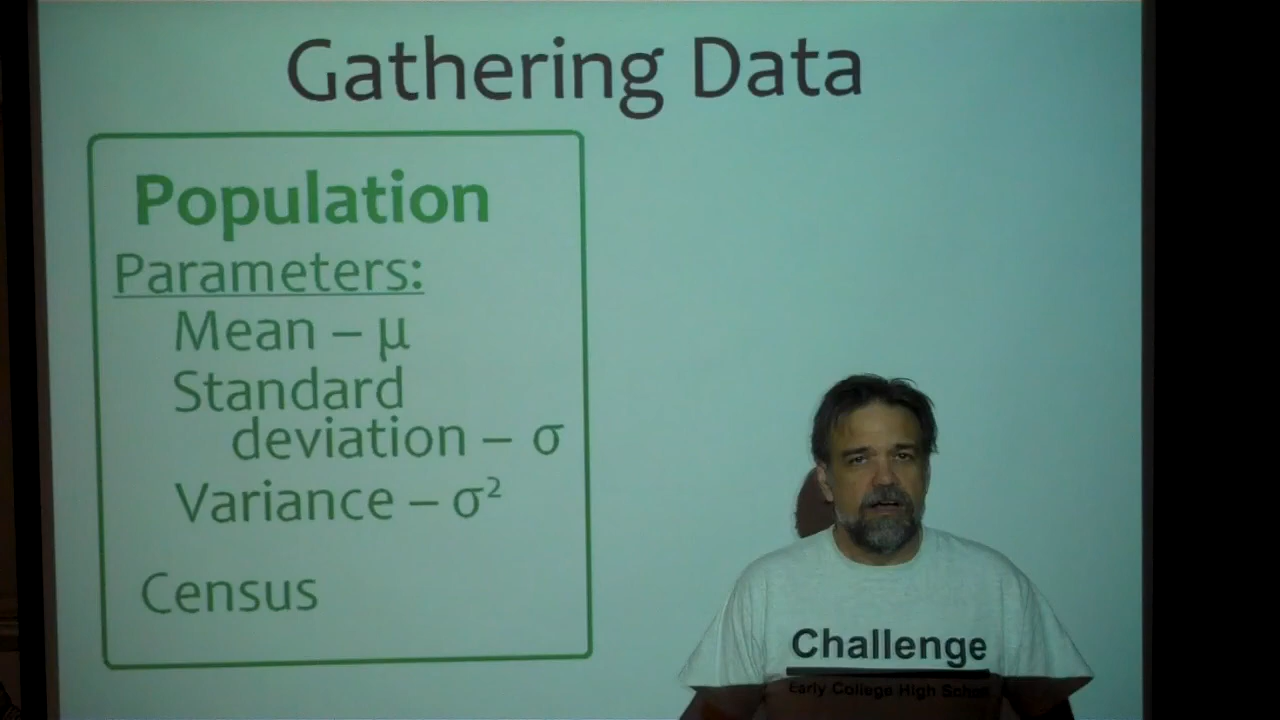 Gathering Data
Population
Parameters:
Mean – μ
Standard
deviation – σ
Variance – σ²
Census
Challenge
Early College High School